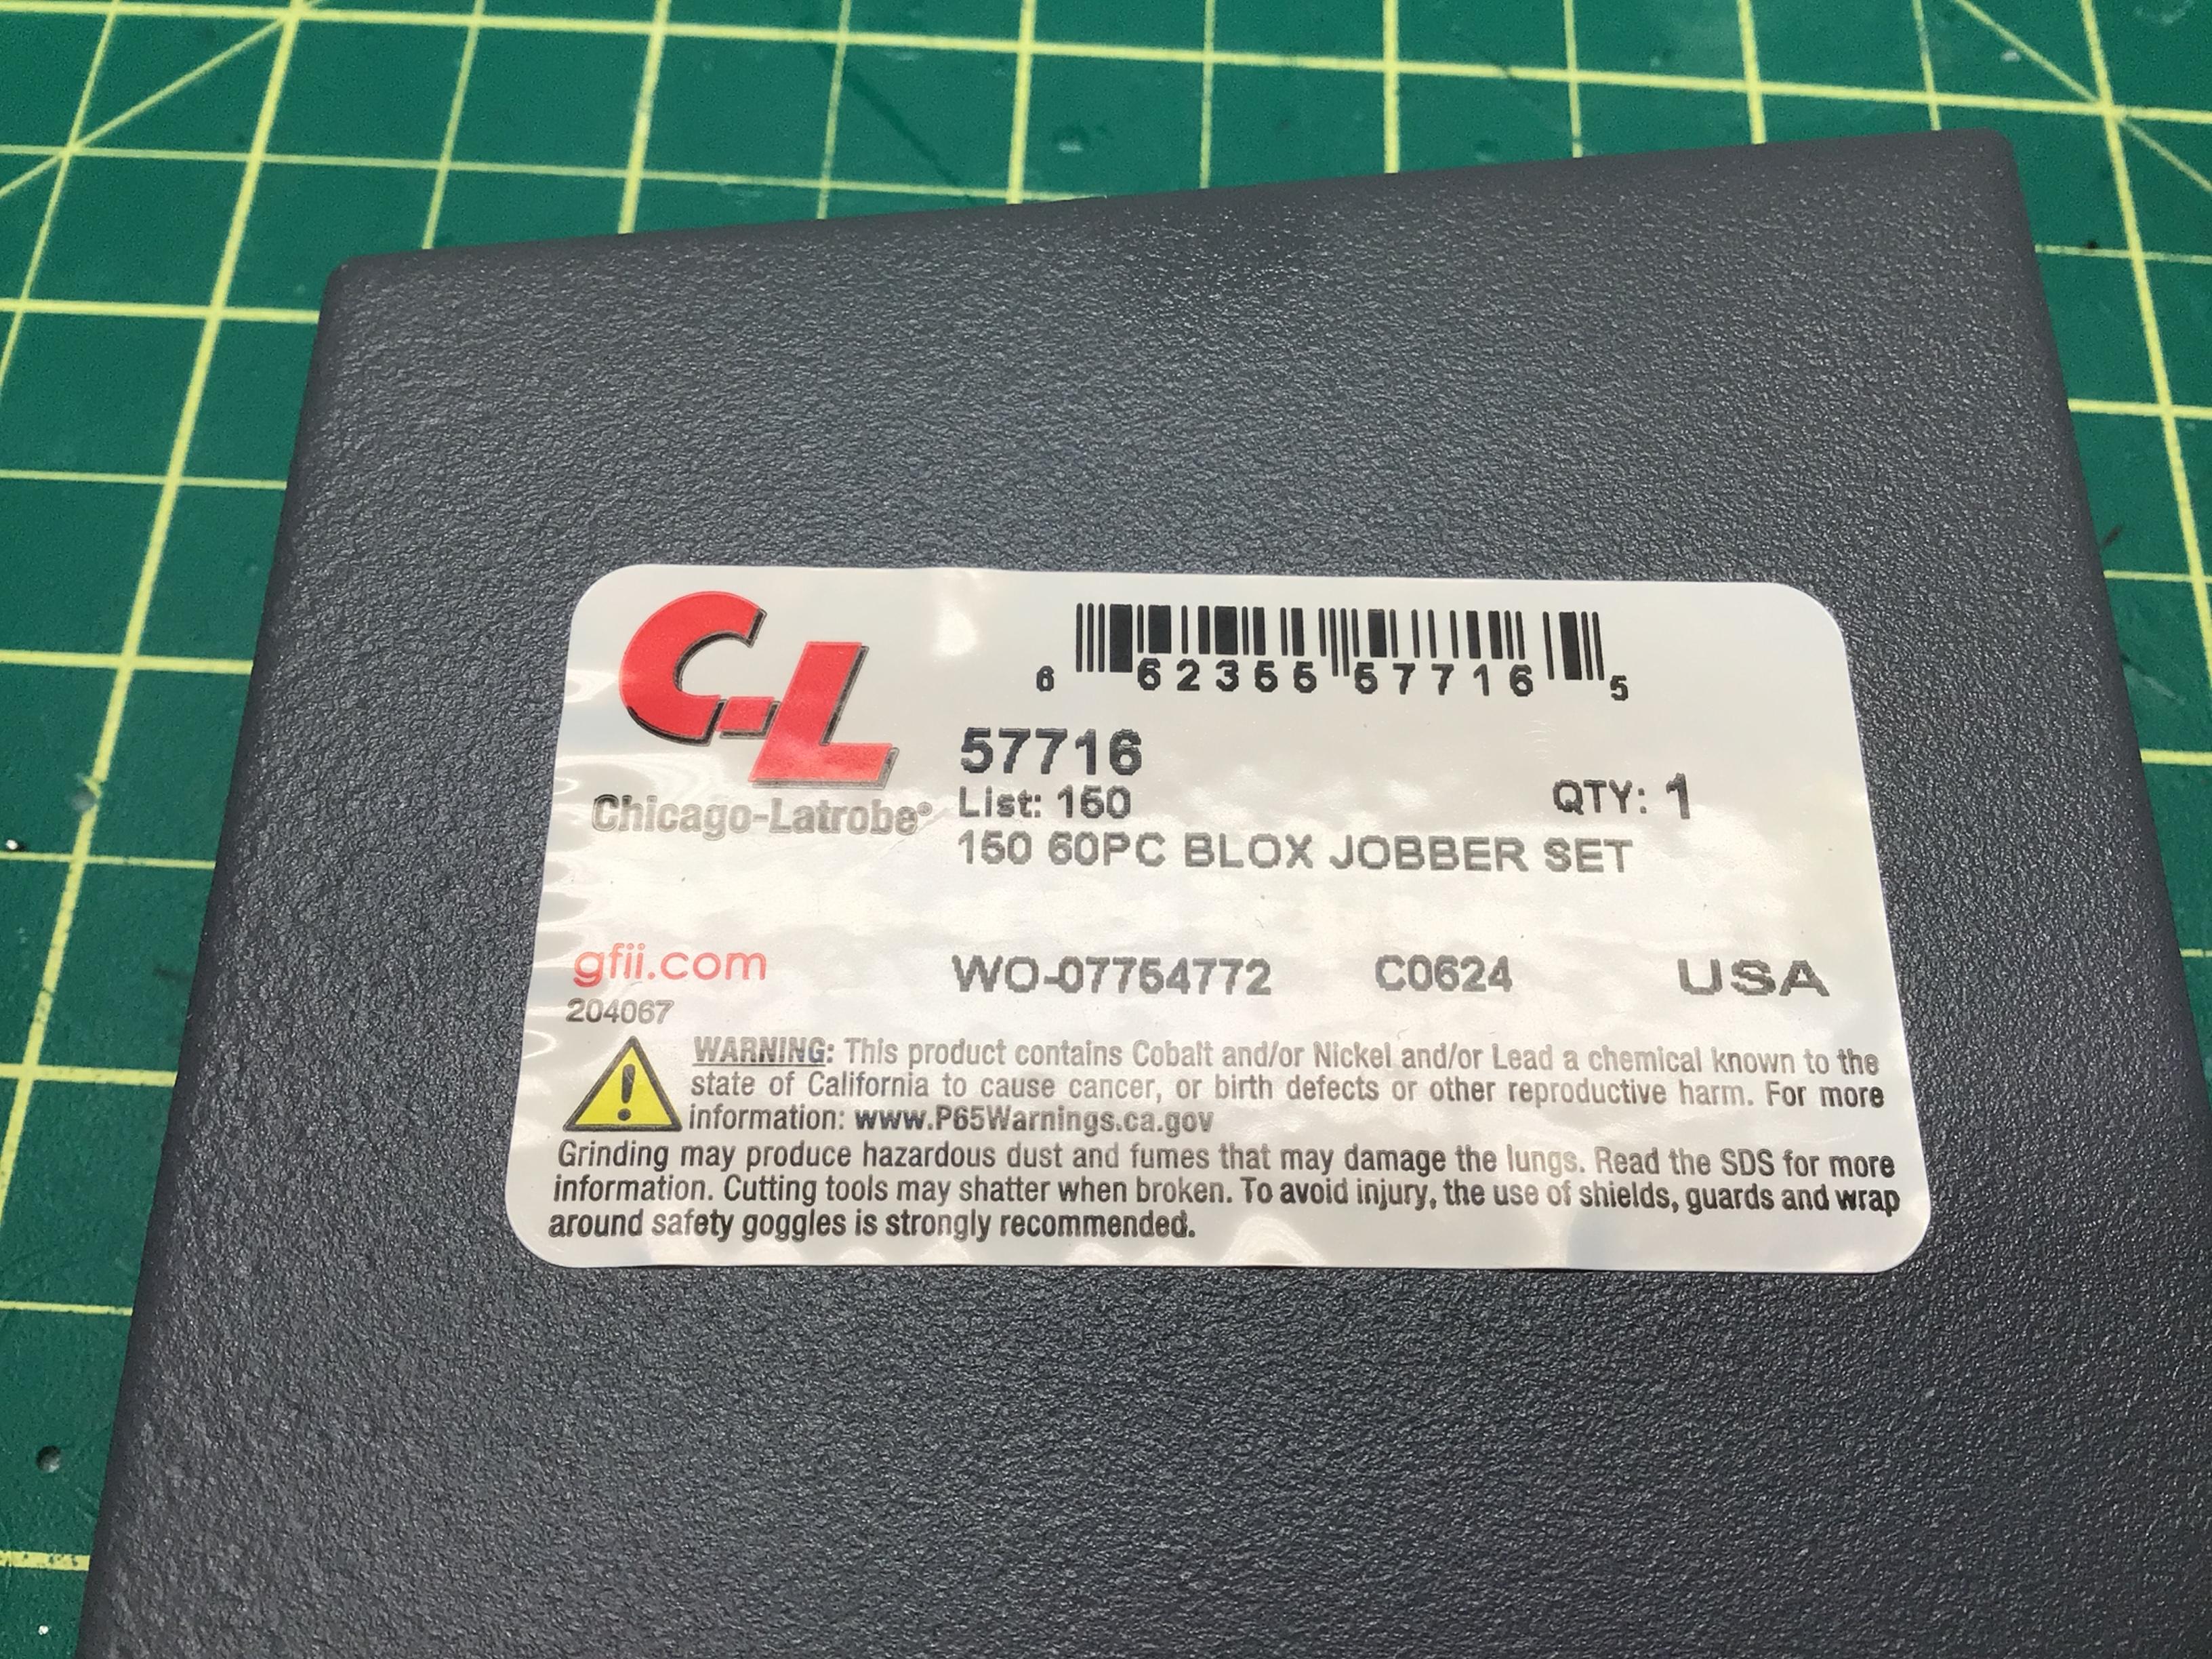 C-L
Chicago-Latrobe®
6 62355 57716 5
57716
List: 150
QTY: 1
150 60PC BLOX JOBBER SET
gfii.com
WO-07754772 C0624 USA
204067
WARNING: This product contains Cobalt and/or Nickel and/or Lead a chemical known to the
state of California to cause cancer, or birth defects or other reproductive harm. For more
information: www.P65Warnings.ca.gov
Grinding may produce hazardous dust and fumes that may damage the lungs. Read the SDS for more
information. Cutting tools may shatter when broken. To avoid injury, the use of shields, guards and wrap
around safety goggles is strongly recommended.